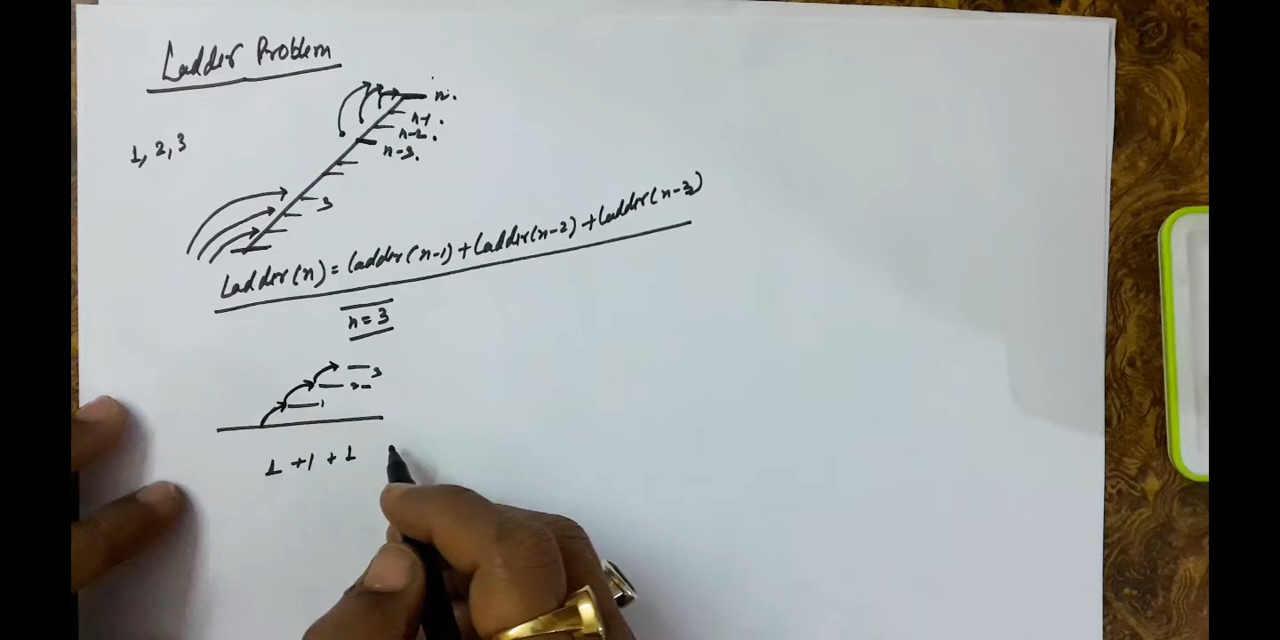 Ladder Problem
n.
n-1.
n-2.
n-3.
1, 2, 3
3
Ladder(n) = Ladder(n-1) + Ladder(n-2) + Ladder(n-3)
n = 3
3
2
1
1 + 1 + 1